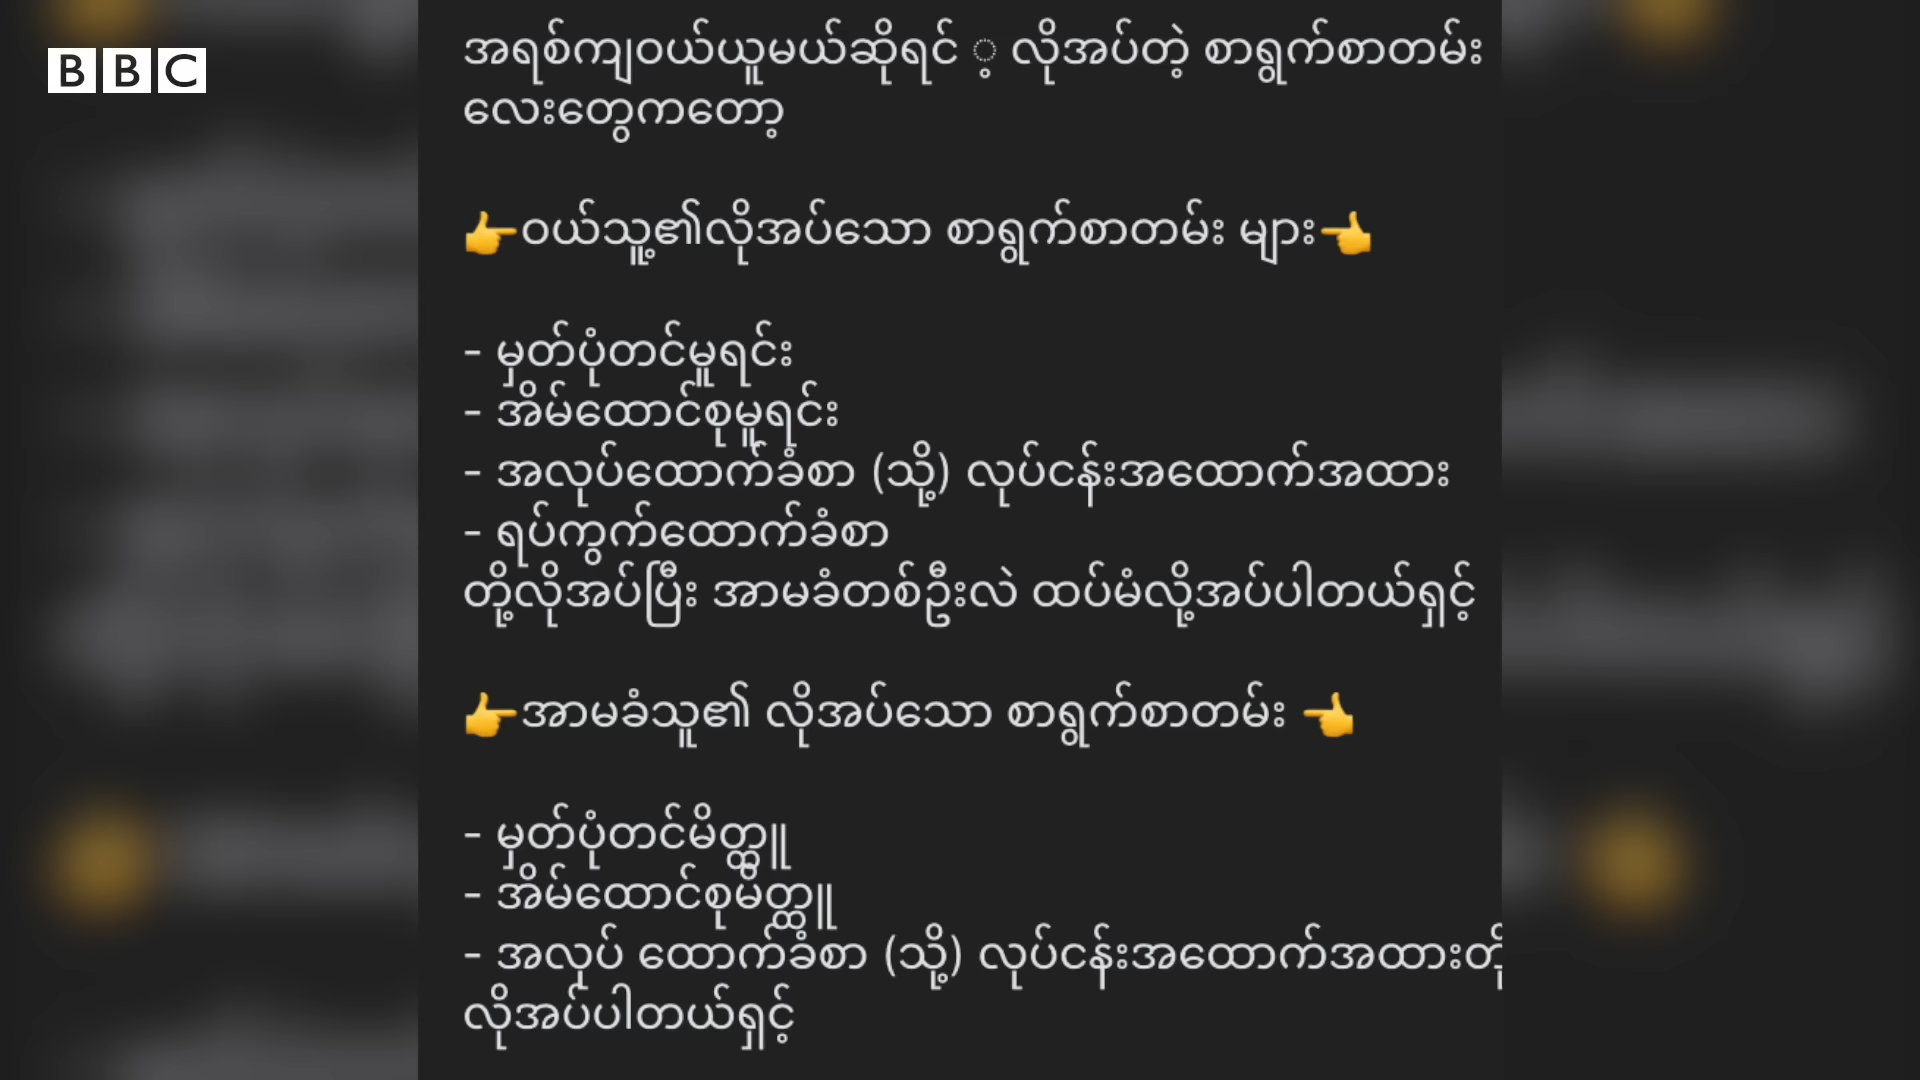 BBC
အရစ်ကျဝယ်ယူမယ်ဆိုရင် ့ လိုအပ်တဲ့ စာရွက်စာတမ်း
လေးတွေကတော့
👉ဝယ်သူ့၏လိုအပ်သော စာရွက်စာတမ်း များ👈
- မှတ်ပုံတင်မူရင်း
- အိမ်ထောင်စုမူရင်း
- အလုပ်ထောက်ခံစာ (သို့) လုပ်ငန်းအထောက်အထား
- ရပ်ကွက်ထောက်ခံစာ
တို့လိုအပ်ပြီး အာမခံတစ်ဦးလဲ ထပ်မံလို့အပ်ပါတယ်ရှင့်
👉အာမခံသူ၏ လိုအပ်သော စာရွက်စာတမ်း 👈
- မှတ်ပုံတင်မိတ္ထူ
- အိမ်ထောင်စုမိတ္ထူ
- အလုပ် ထောက်ခံစာ (သို့) လုပ်ငန်းအထောက်အထားတို
လိုအပ်ပါတယ်ရှင့်